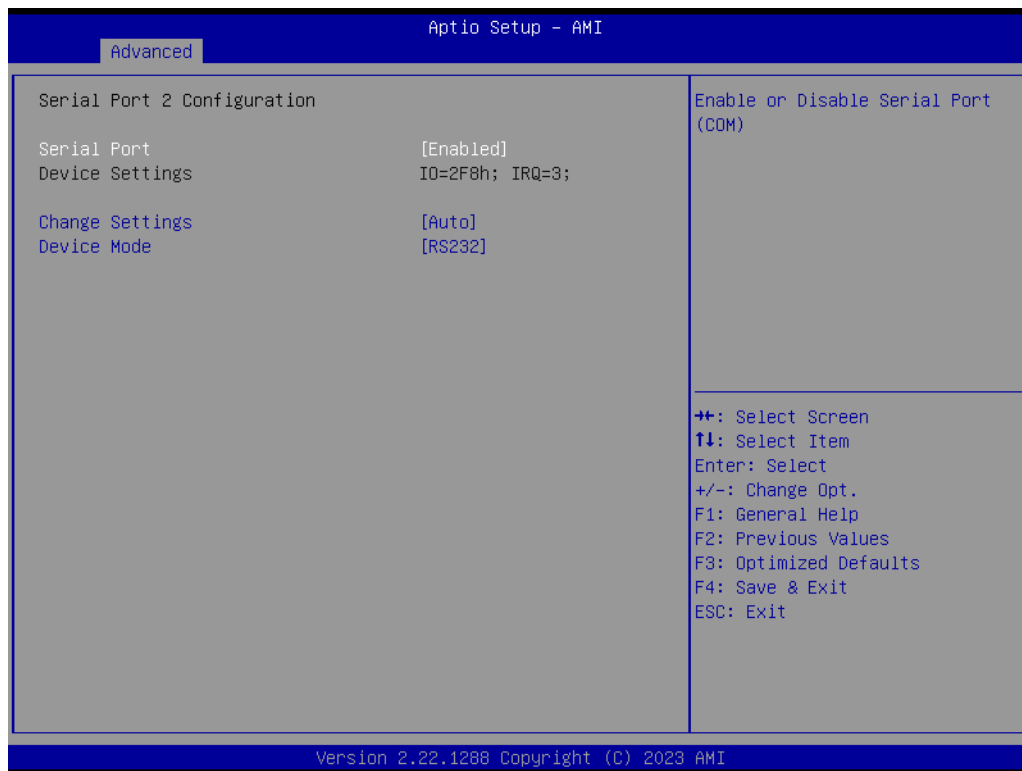 Aptio Setup – AMI
Advanced
Serial Port 2 Configuration
Serial Port [Enabled]
Device Settings IO=2F8h; IRQ=3;
Change Settings [Auto]
Device Mode [RS232]
Enable or Disable Serial Port
(COM)
→←: Select Screen
↑↓: Select Item
Enter: Select
+/-: Change Opt.
F1: General Help
F2: Previous Values
F3: Optimized Defaults
F4: Save & Exit
ESC: Exit
Version 2.22.1288 Copyright (C) 2023 AMI